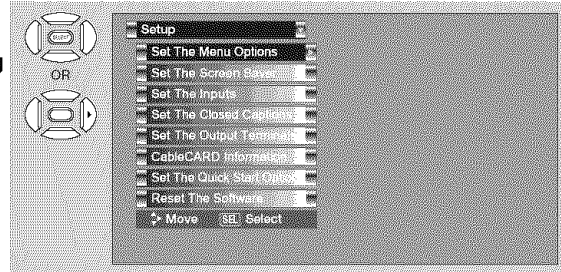 SELECT
OR
Setup
Set The Menu Options
Set The Screen Saver
Set The Inputs
Set The Closed Captions
Set The Output Terminals
CableCARD Information
Set The Quick Start Option
Reset The Software
Move SEL Select